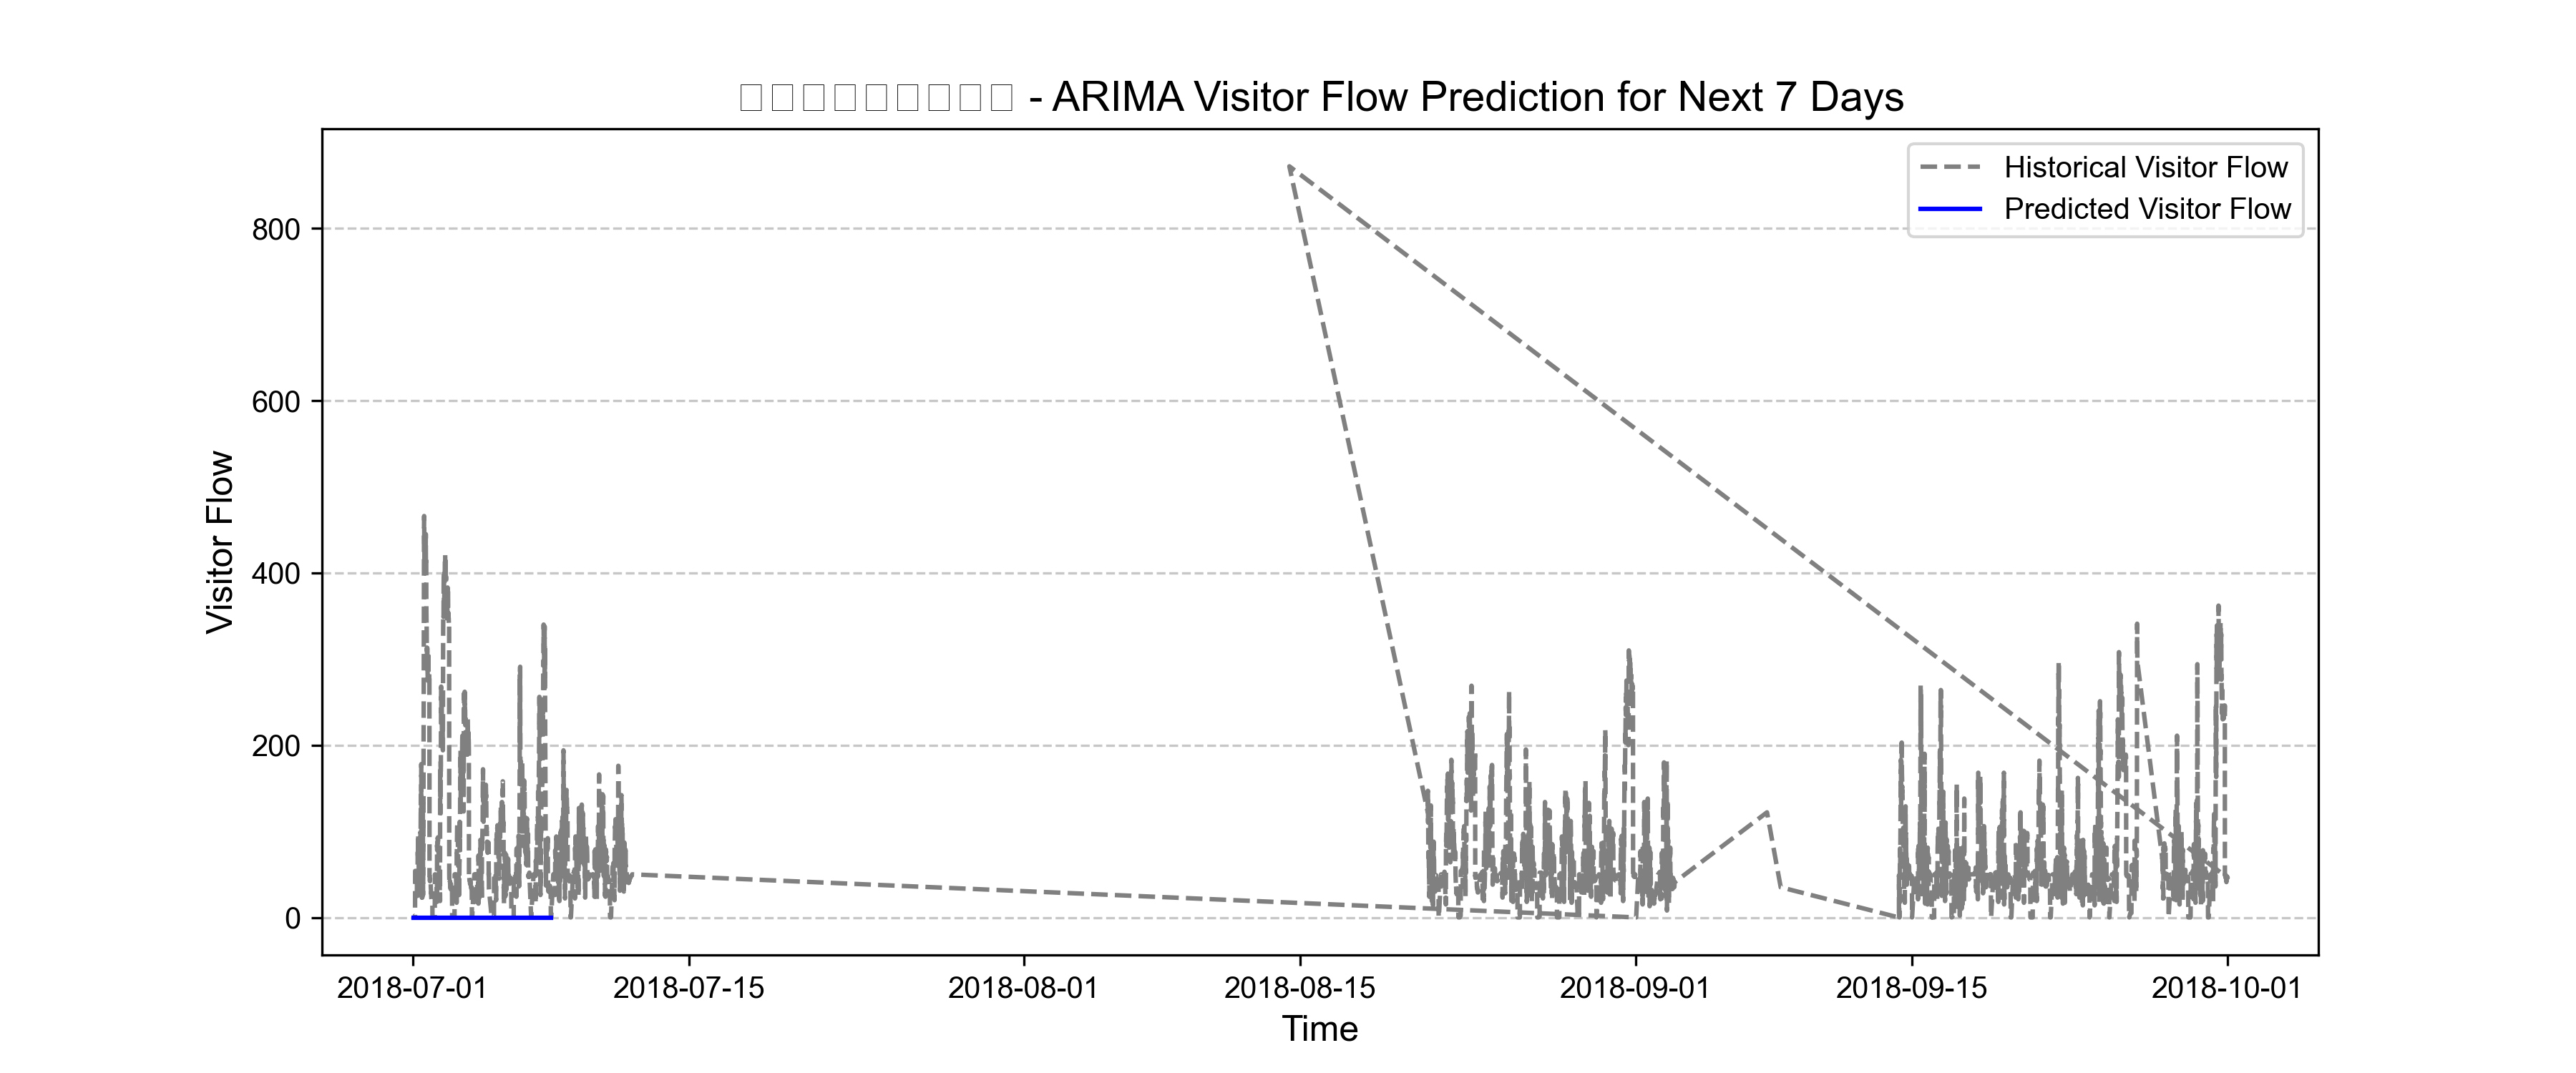 - ARIMA Visitor Flow Prediction for Next 7 Days
Historical Visitor Flow
Predicted Visitor Flow
Visitor Flow
800
600
400
200
0
2018-07-01
2018-07-15
2018-08-01
2018-08-15
2018-09-01
2018-09-15
2018-10-01
Time